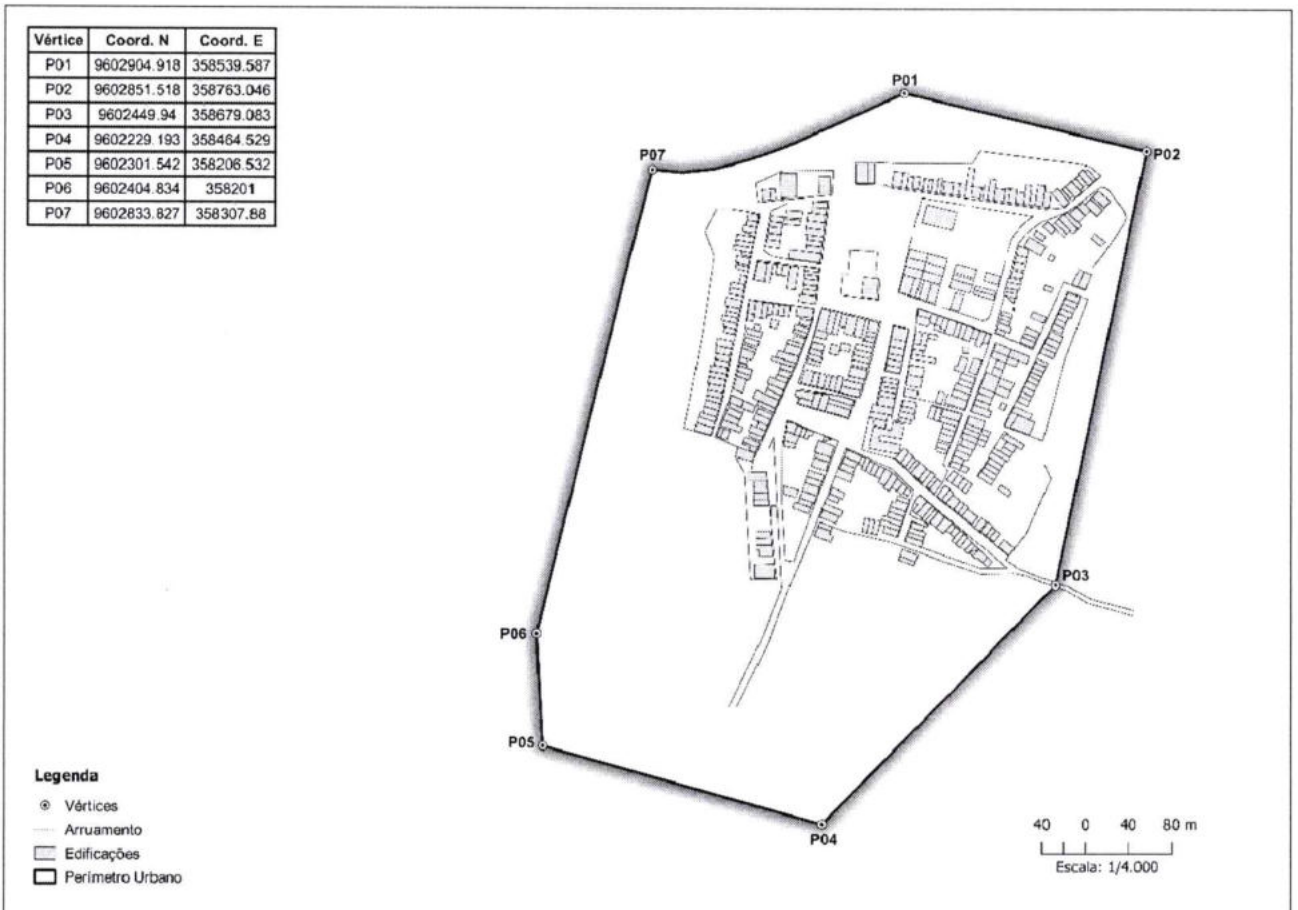 Vértice Coord. N Coord. E
P01 9602904.918 358539.587
P02 9602851.518 358763.046
P03 9602449.94 358679.083
P04 9602229.193 358464.529
P05 9602301.542 358206.532
P06 9602404.834 358201
P07 9602833.827 358307.88
P01
P02
P07
P03
P06
P05
P04
Legenda
Vértices
Arruamento
Edificações
Perímetro Urbano
40 0 40 80 m
Escala: 1/4.000